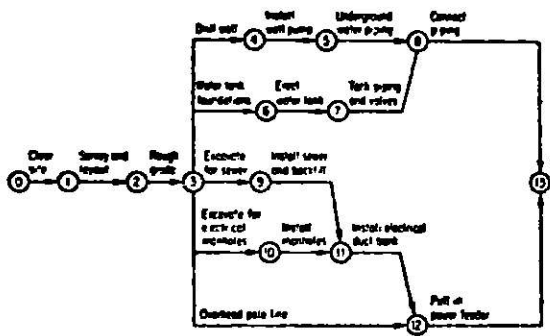 Drill well
Install
well pump
Underground
water piping
Connect
piping
4
5
8
Water tank
foundations
Erect
water tank
Tank piping
and valves
6
7
Clear
site
Survey and
layout
Rough
grade
Excavate
for sewer
Install sewer
and backfill
0
1
2
3
9
13
Excavate for
electrical
manholes
Install
manholes
Install electrical
duct bank
10
11
Overhead pole line
Pull in
power feeder
12